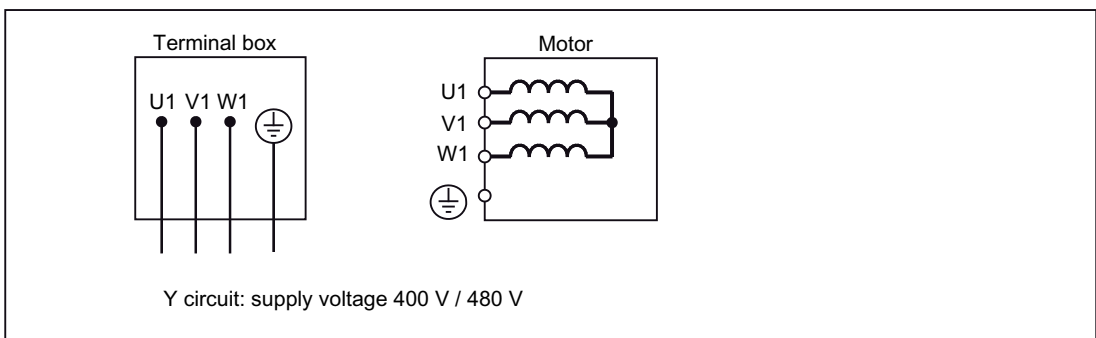 Terminal box
Motor
U1 V1 W1
U1
V1
W1
Y circuit: supply voltage 400 V / 480 V